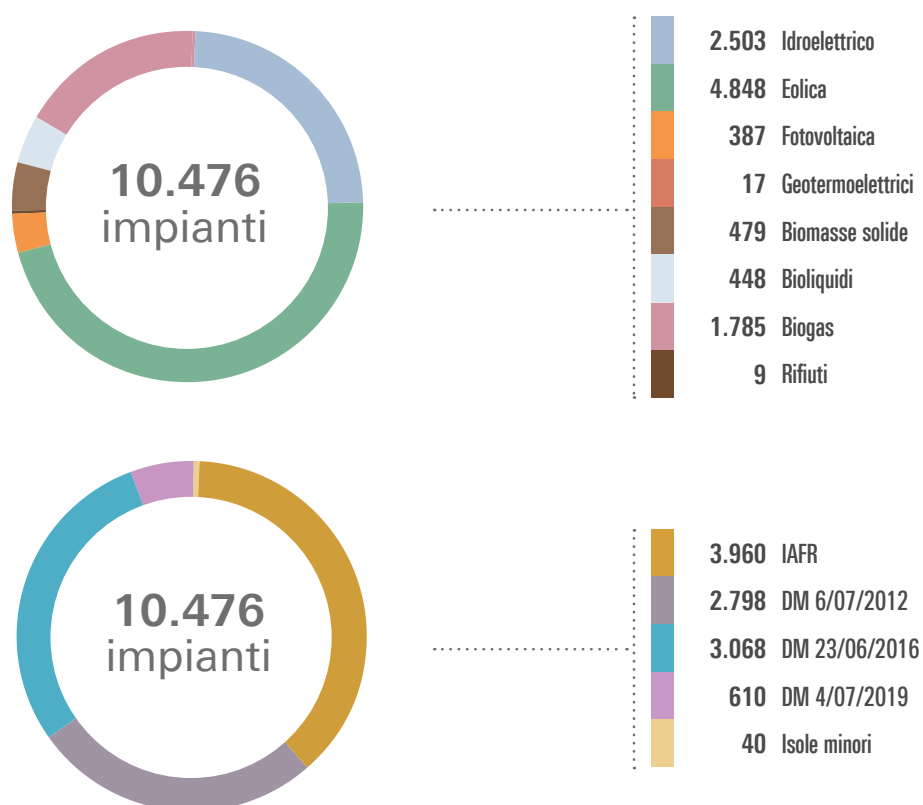 10.476
impianti
2.503 Idroelettrico
4.848 Eolica
387 Fotovoltaica
17 Geotermoelettrici
479 Biomasse solide
448 Bioliquidi
1.785 Biogas
9 Rifiuti
10.476
impianti
3.960 IAFR
2.798 DM 6/07/2012
3.068 DM 23/06/2016
610 DM 4/07/2019
40 Isole minori